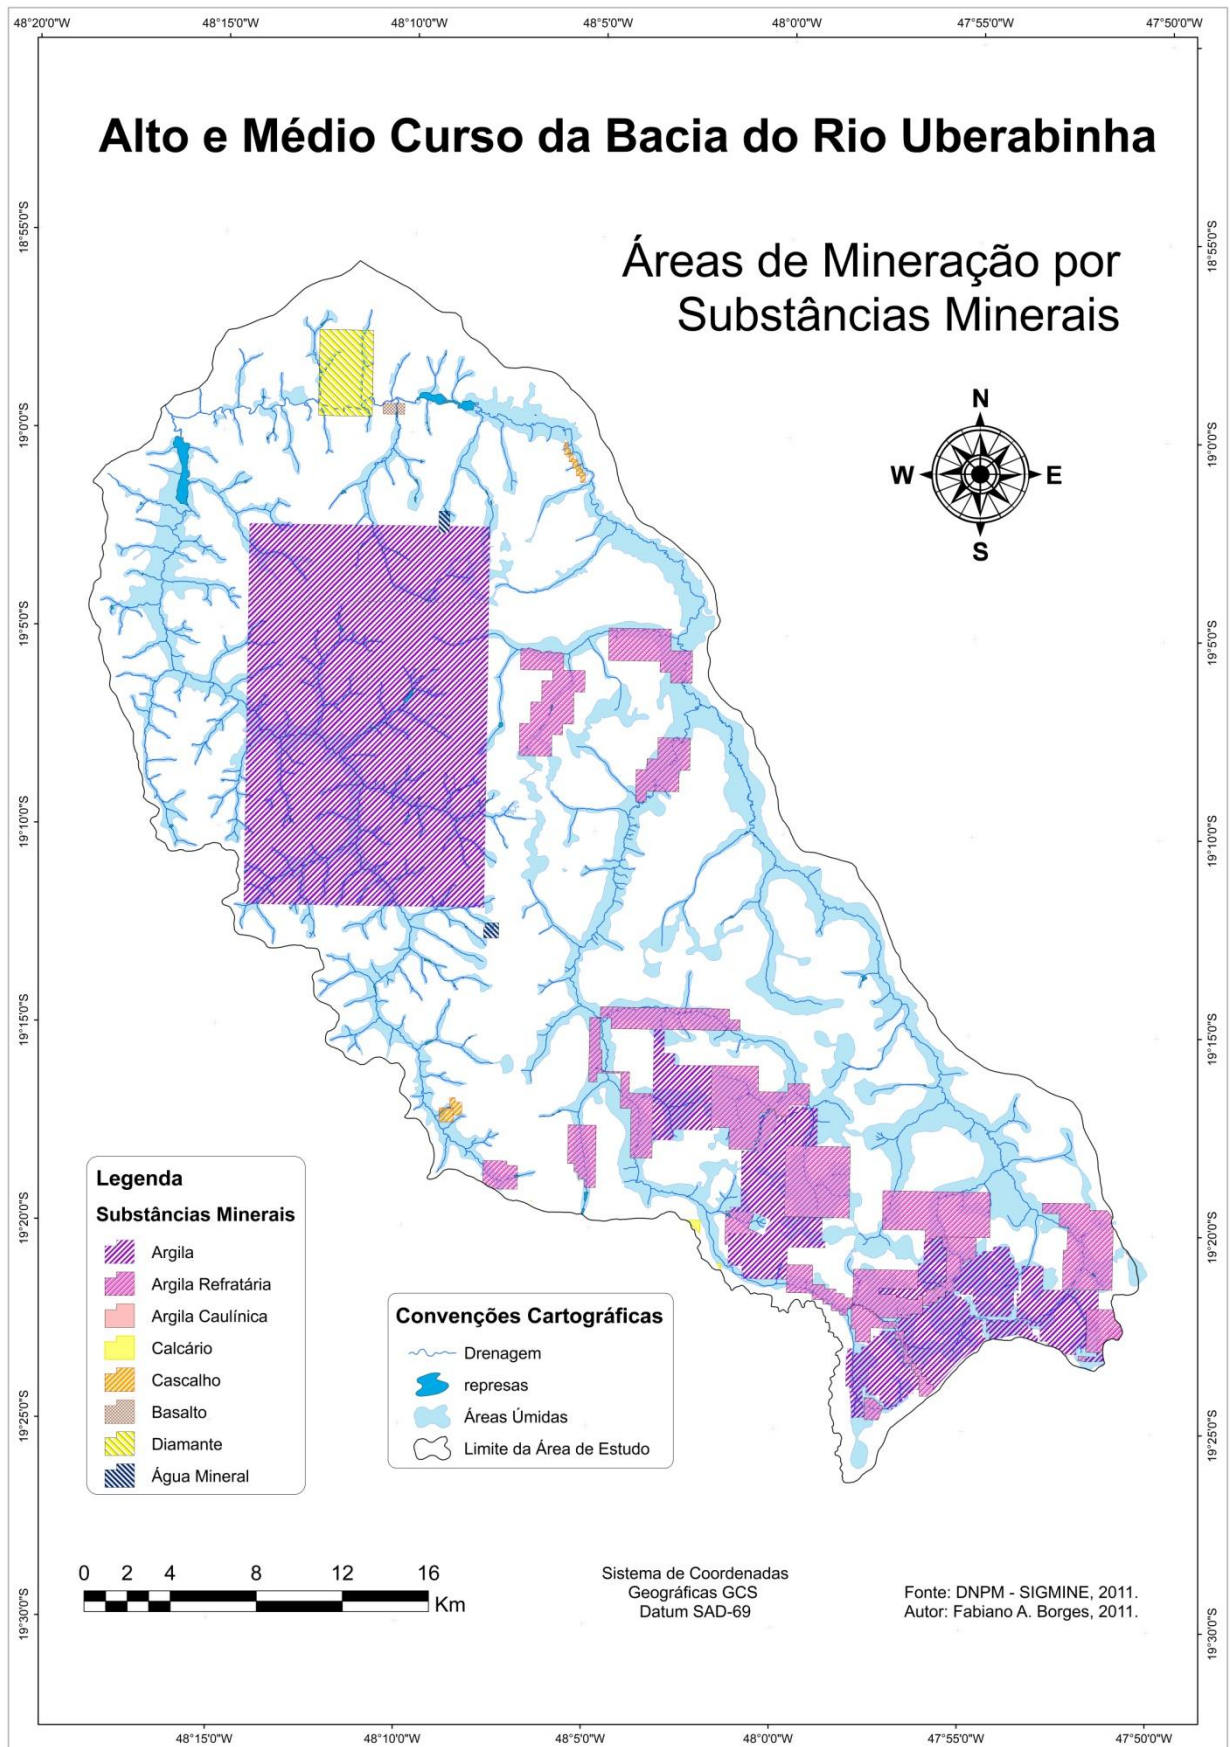 48°20'0"W 48°15'0"W 48°10'0"W 48°5'0"W 48°0'0"W 47°55'0"W 47°50'0"W
Alto e Médio Curso da Bacia do Rio Uberabinha
Áreas de Mineração por
Substâncias Minerais
N
W E
S
18°55'0"S
19°0'0"S
19°5'0"S
19°10'0"S
19°15'0"S
19°20'0"S
19°25'0"S
19°30'0"S
18°55'0"S
19°0'0"S
19°5'0"S
19°10'0"S
19°15'0"S
19°20'0"S
19°25'0"S
19°30'0"S
Legenda
Substâncias Minerais
Argila
Argila Refratária
Argila Caulínica
Calcário
Cascalho
Basalto
Diamante
Água Mineral
Convenções Cartográficas
Drenagem
represas
Áreas Úmidas
Limite da Área de Estudo
0 2 4 8 12 16
Km
Sistema de Coordenadas
Geográficas GCS
Datum SAD-69
Fonte: DNPM - SIGMINE, 2011.
Autor: Fabiano A. Borges, 2011.
48°15'0"W 48°10'0"W 48°5'0"W 48°0'0"W 47°55'0"W 47°50'0"W